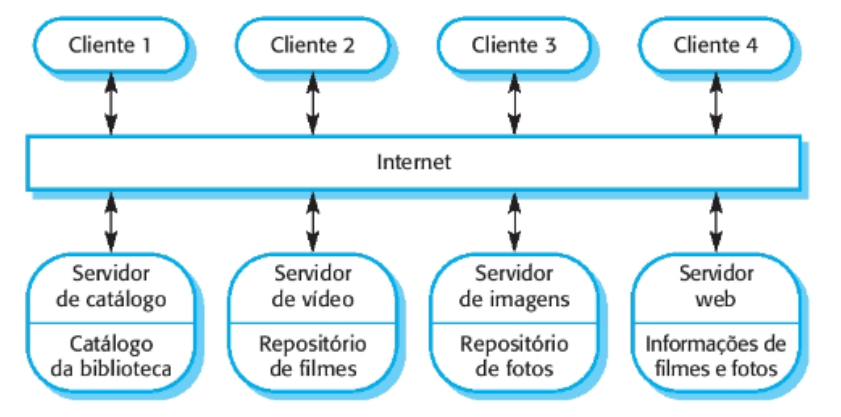 Cliente 1
Cliente 2
Cliente 3
Cliente 4
Internet
Servidor
de catálogo
Catálogo
da biblioteca
Servidor
de vídeo
Repositório
de filmes
Servidor
de imagens
Repositório
de fotos
Servidor
web
Informações de
filmes e fotos